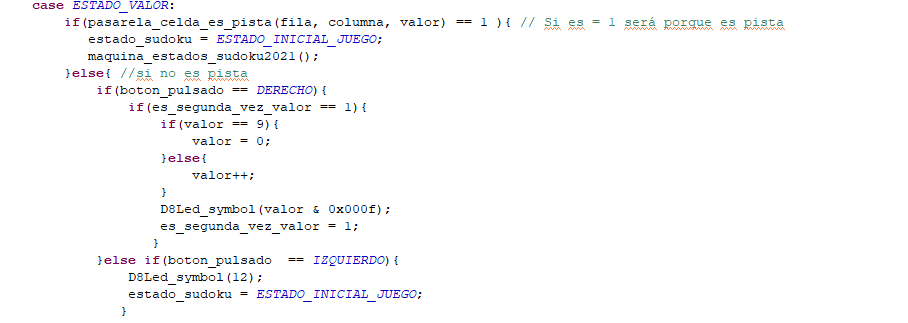 case ESTADO_VALOR:
if(pasarela_celda_es_pista(fila, columna, valor) == 1 ){ // Si es = 1 será porque es pista
estado_sudoku = ESTADO_INICIAL_JUEGO;
maquina_estados_sudoku2021();
}else{ //si no es pista
if(boton_pulsado == DERECHO){
if(es_segunda_vez_valor == 1){
if(valor == 9){
valor = 0;
}else{
valor++;
}
D8Led_symbol(valor & 0x000f);
es_segunda_vez_valor = 1;
}
}else if(boton_pulsado  == IZQUIERDO){
D8Led_symbol(12);
estado_sudoku = ESTADO_INICIAL_JUEGO;
}